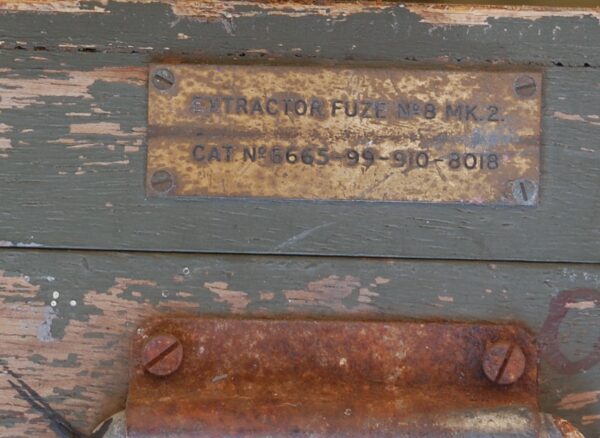 EXTRACTOR FUZE Nº8 MK.2.
CAT. Nº6665-99-910-8018